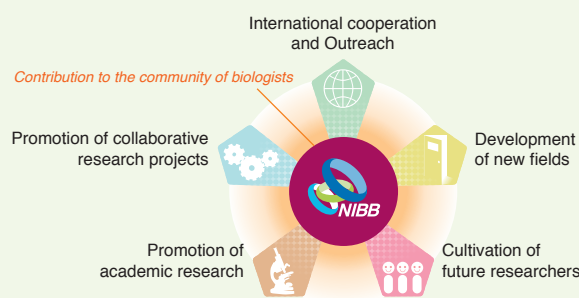 International cooperation
and Outreach
Contribution to the community of biologists
Promotion of collaborative
research projects
Development
of new fields
NIBB
Promotion of
academic research
Cultivation of
future researchers